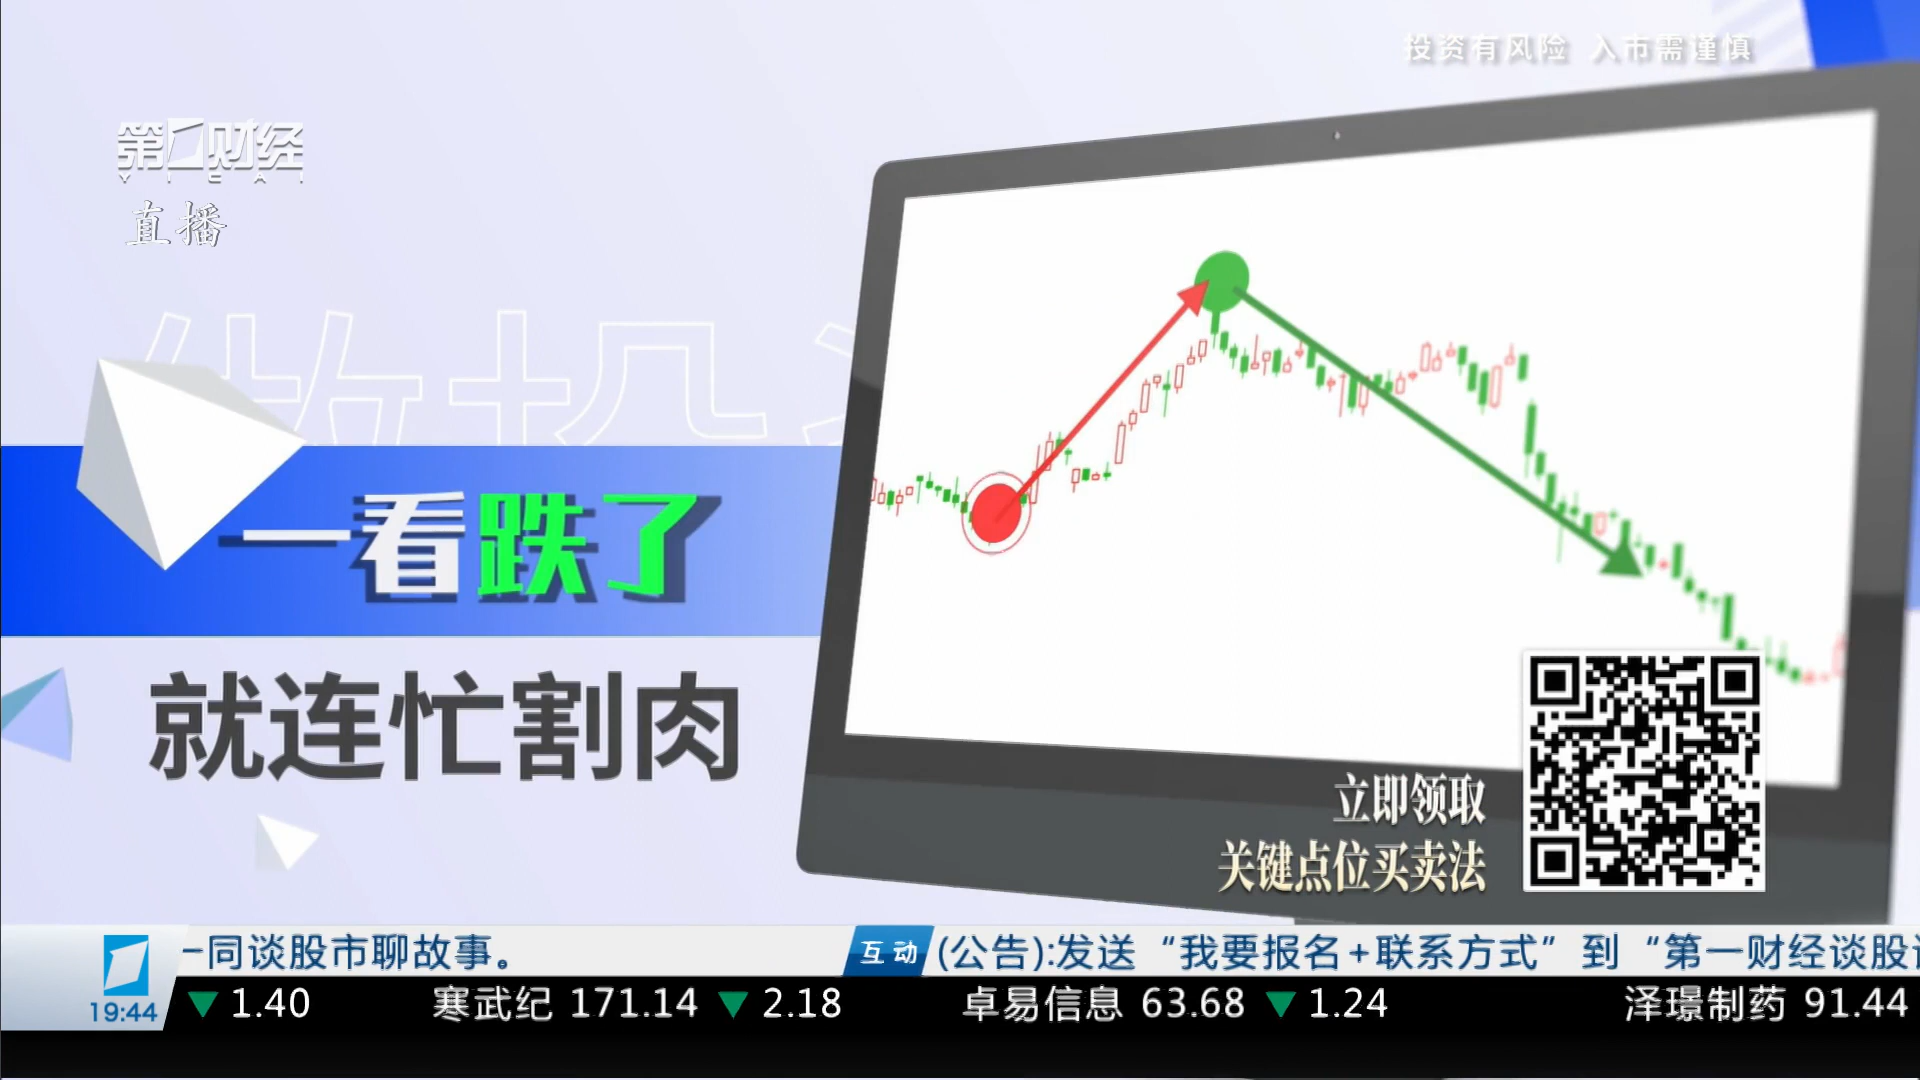 投资有风险 入市需谨慎
第一财经
YICAI
直播
做投
一看跌了
就连忙割肉
立即领取
关键点位买卖法
一同谈股市聊故事。
互动
(公告):发送“我要报名+联系方式”到“第一财经谈股
19:44
▼1.40 寒武纪 171.14 ▼2.18 卓易信息 63.68 ▼1.24 泽璟制药 91.44